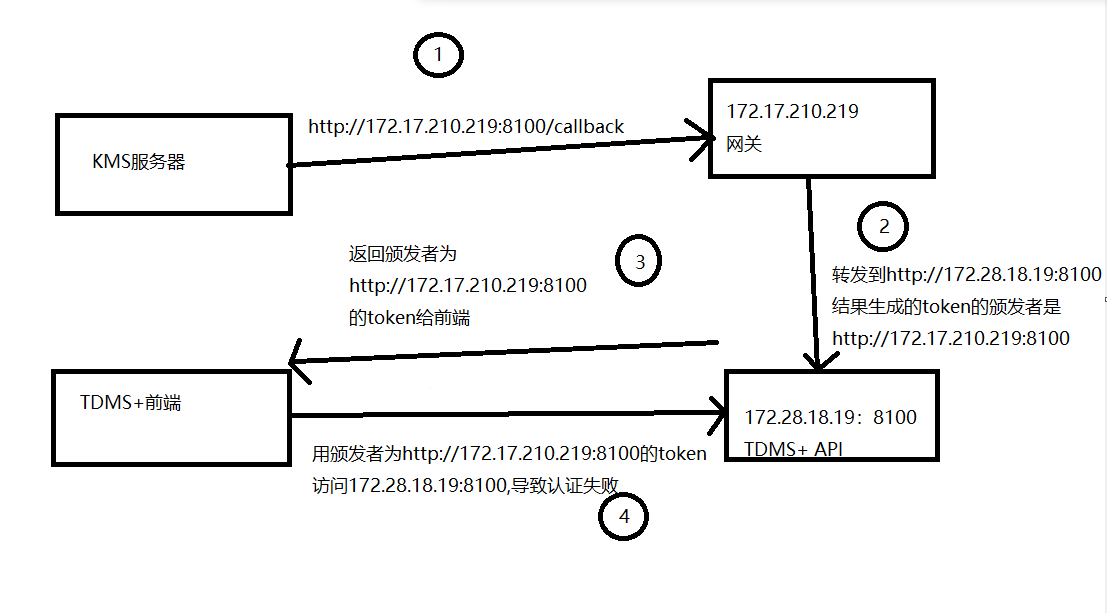 1
http://172.17.210.219:8100/callback
KMS服务器
172.17.210.219
网关
2
转发到http://172.28.18.19:8100
结果生成的token的颁发者是
http://172.17.210.219:8100
3
返回颁发者为
http://172.17.210.219:8100
的token给前端
TDMS+前端
172.28.18.19：8100
TDMS+ API
用颁发者为http://172.17.210.219:8100的token
访问172.28.18.19:8100,导致认证失败
4